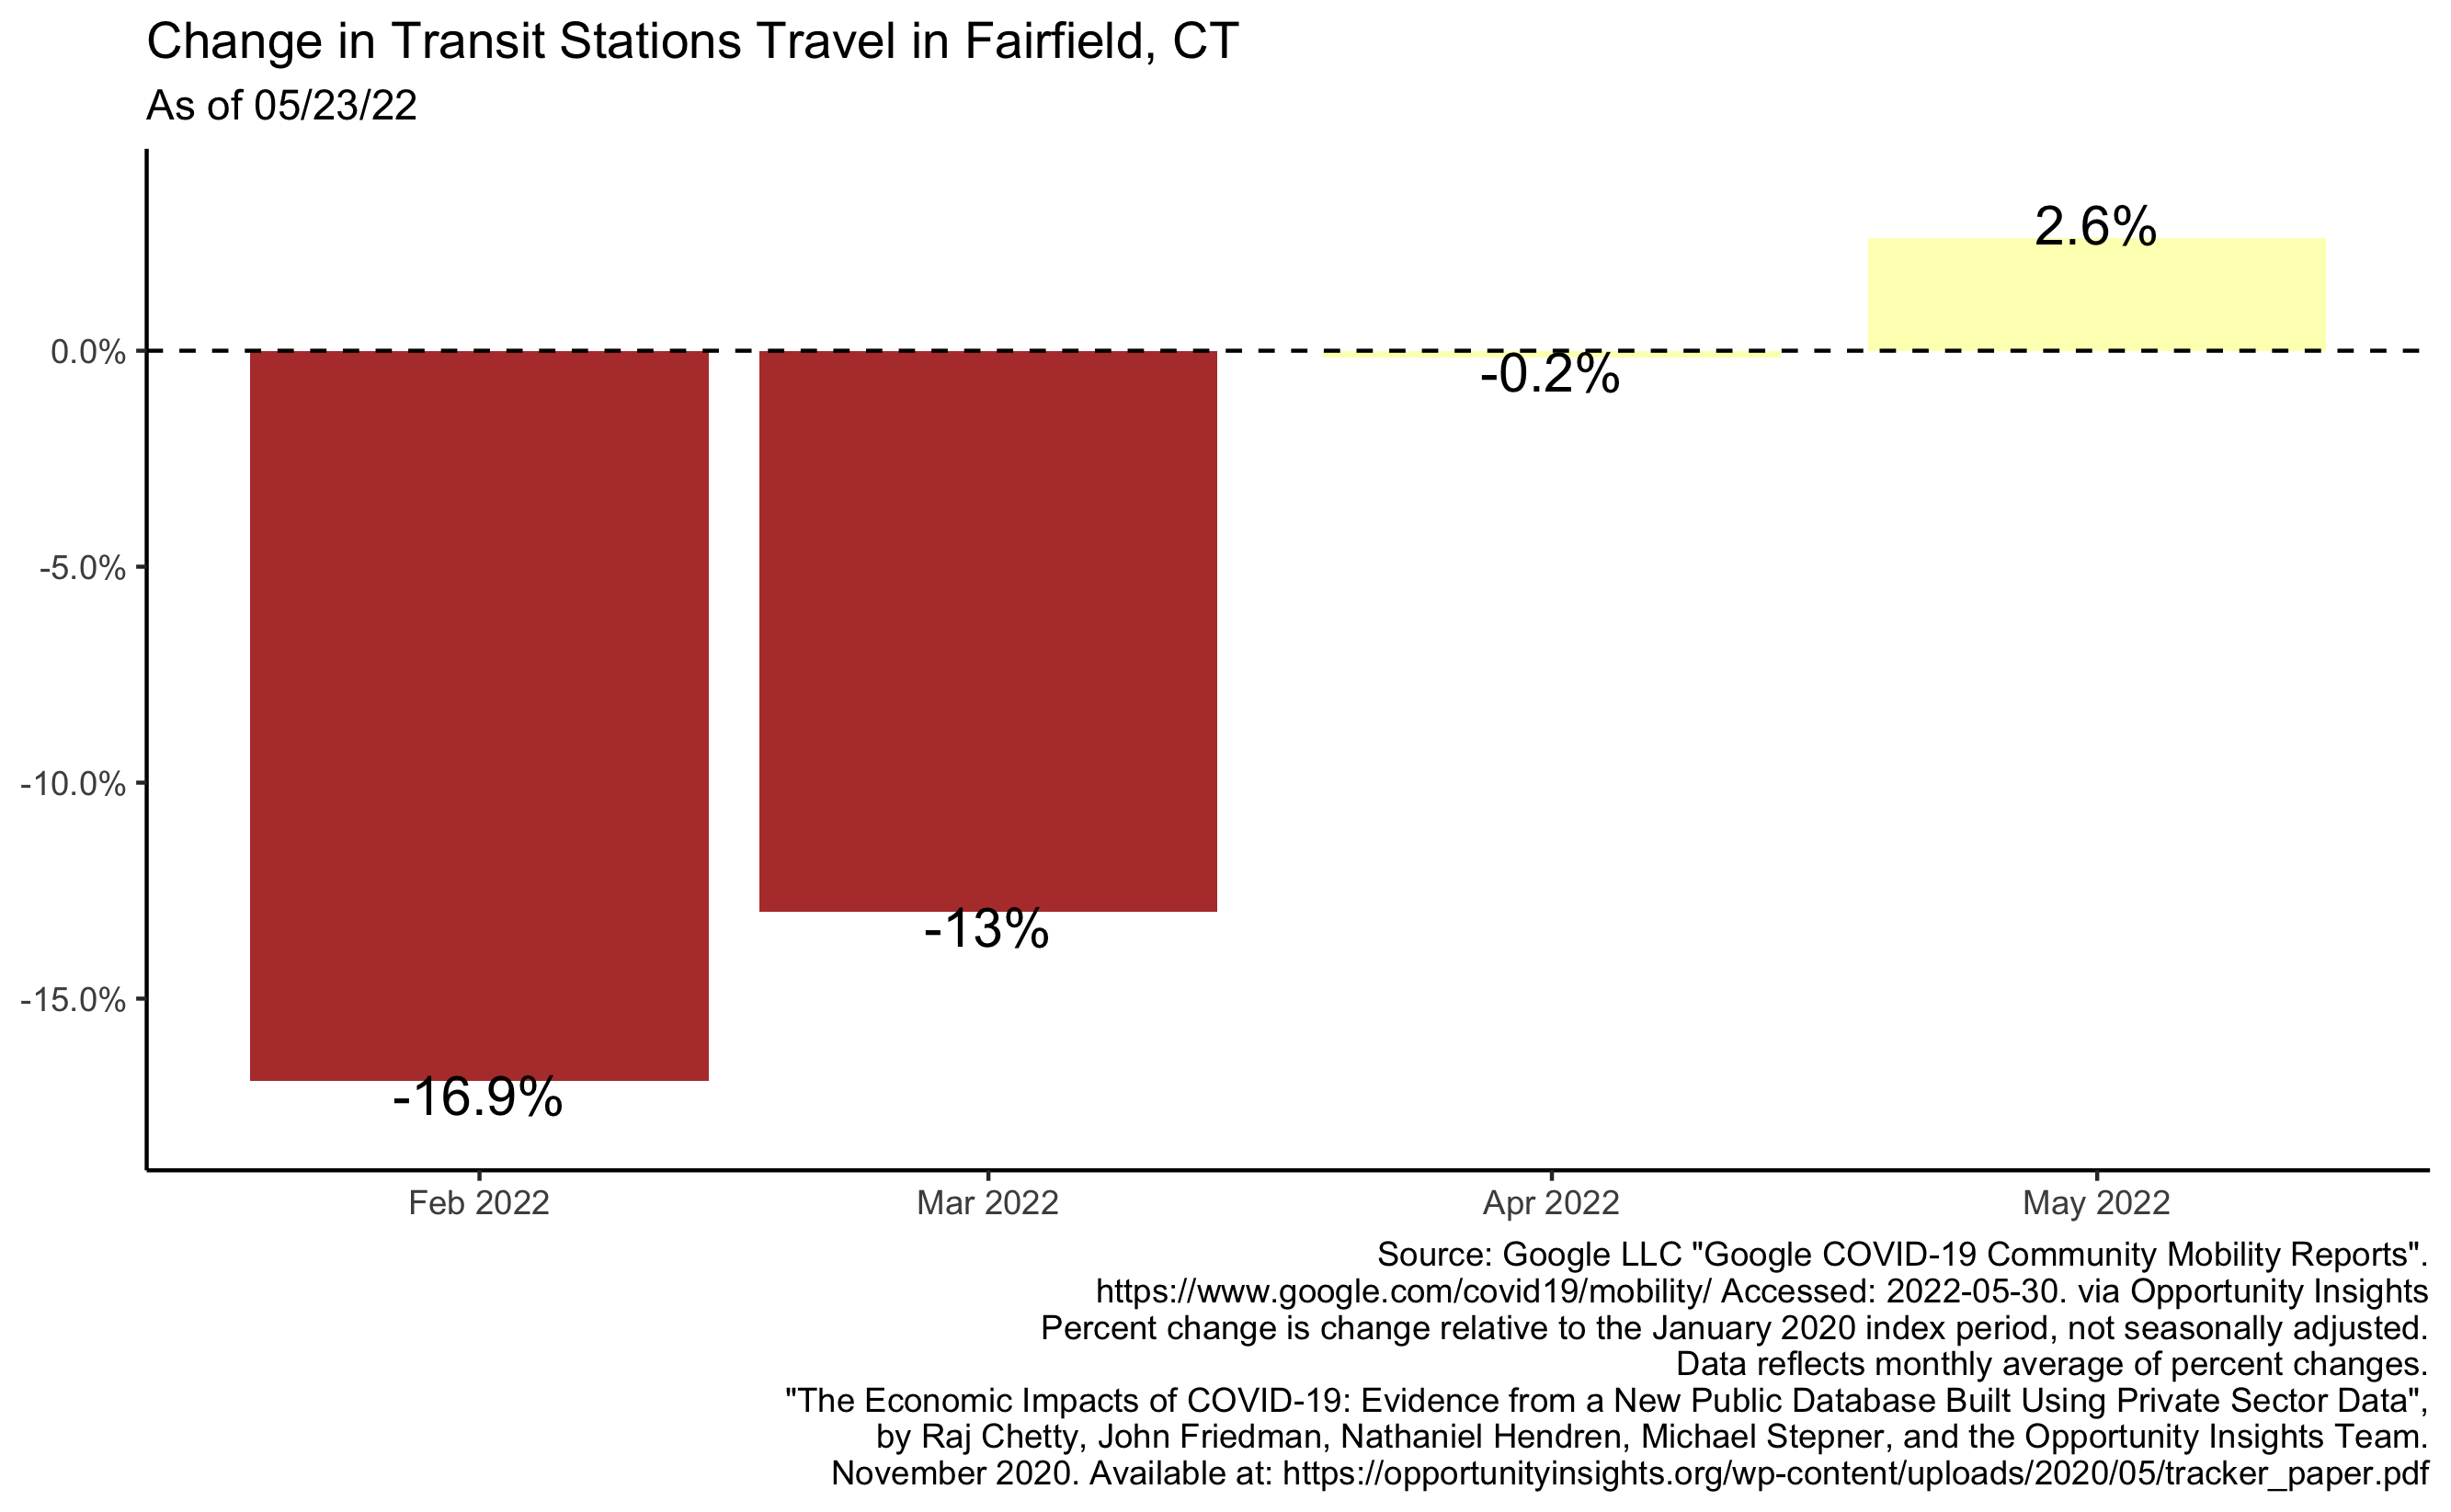 Change in Transit Stations Travel in Fairfield, CT
As of 05/23/22
2.6%
0.0%
-0.2%
-5.0%
-10.0%
-13%
-15.0%
-16.9%
Feb 2022
Mar 2022
Apr 2022
May 2022
Source: Google LLC "Google COVID-19 Community Mobility Reports".
https://www.google.com/covid19/mobility/ Accessed: 2022-05-30. via Opportunity Insights
Percent change is change relative to the January 2020 index period, not seasonally adjusted.
Data reflects monthly average of percent changes.
"The Economic Impacts of COVID-19: Evidence from a New Public Database Built Using Private Sector Data",
by Raj Chetty, John Friedman, Nathaniel Hendren, Michael Stepner, and the Opportunity Insights Team.
November 2020. Available at: https://opportunityinsights.org/wp-content/uploads/2020/05/tracker_paper.pdf